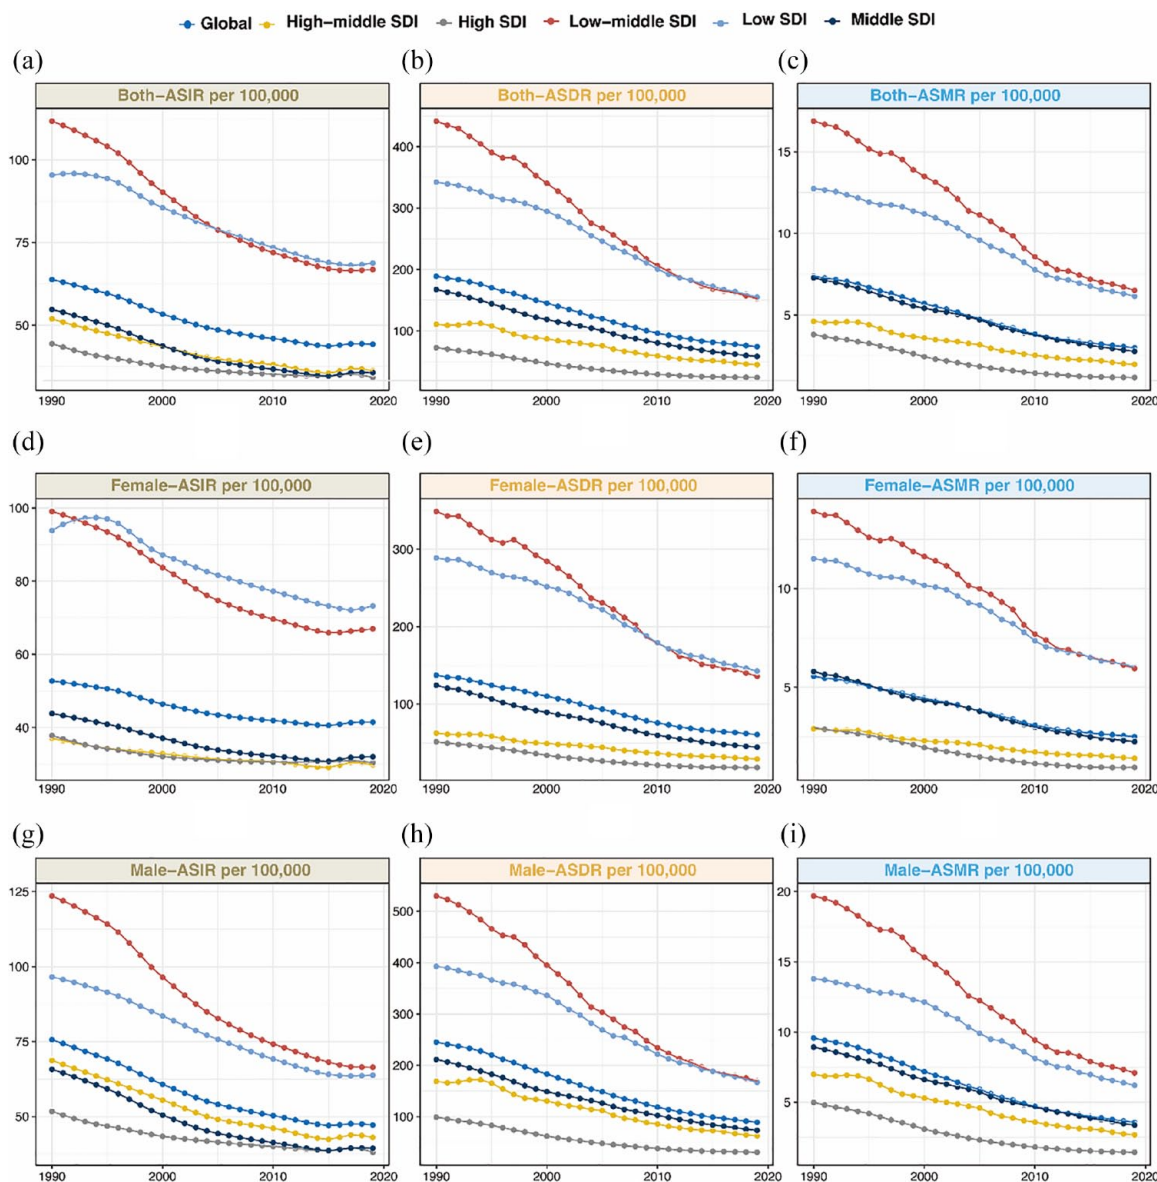 Global High-middle SDI High SDI Low-middle SDI Low SDI Middle SDI
(a) (b) (c)
Both-ASIR per 100,000 Both-ASDR per 100,000 Both-ASMR per 100,000
100 75 50
400 300 200 100
15 10 5
1990 2000 2010 2020 1990 2000 2010 2020 1990 2000 2010 2020
(d) (e) (f)
Female-ASIR per 100,000 Female-ASDR per 100,000 Female-ASMR per 100,000
100 80 60 40
300 200 100
10 5
1990 2000 2010 2020 1990 2000 2010 2020 1990 2000 2010 2020
(g) (h) (i)
Male-ASIR per 100,000 Male-ASDR per 100,000 Male-ASMR per 100,000
125 100 75 50
500 400 300 200 100
20 15 10 5
1990 2000 2010 2020 1990 2000 2010 2020 1990 2000 2010 2020